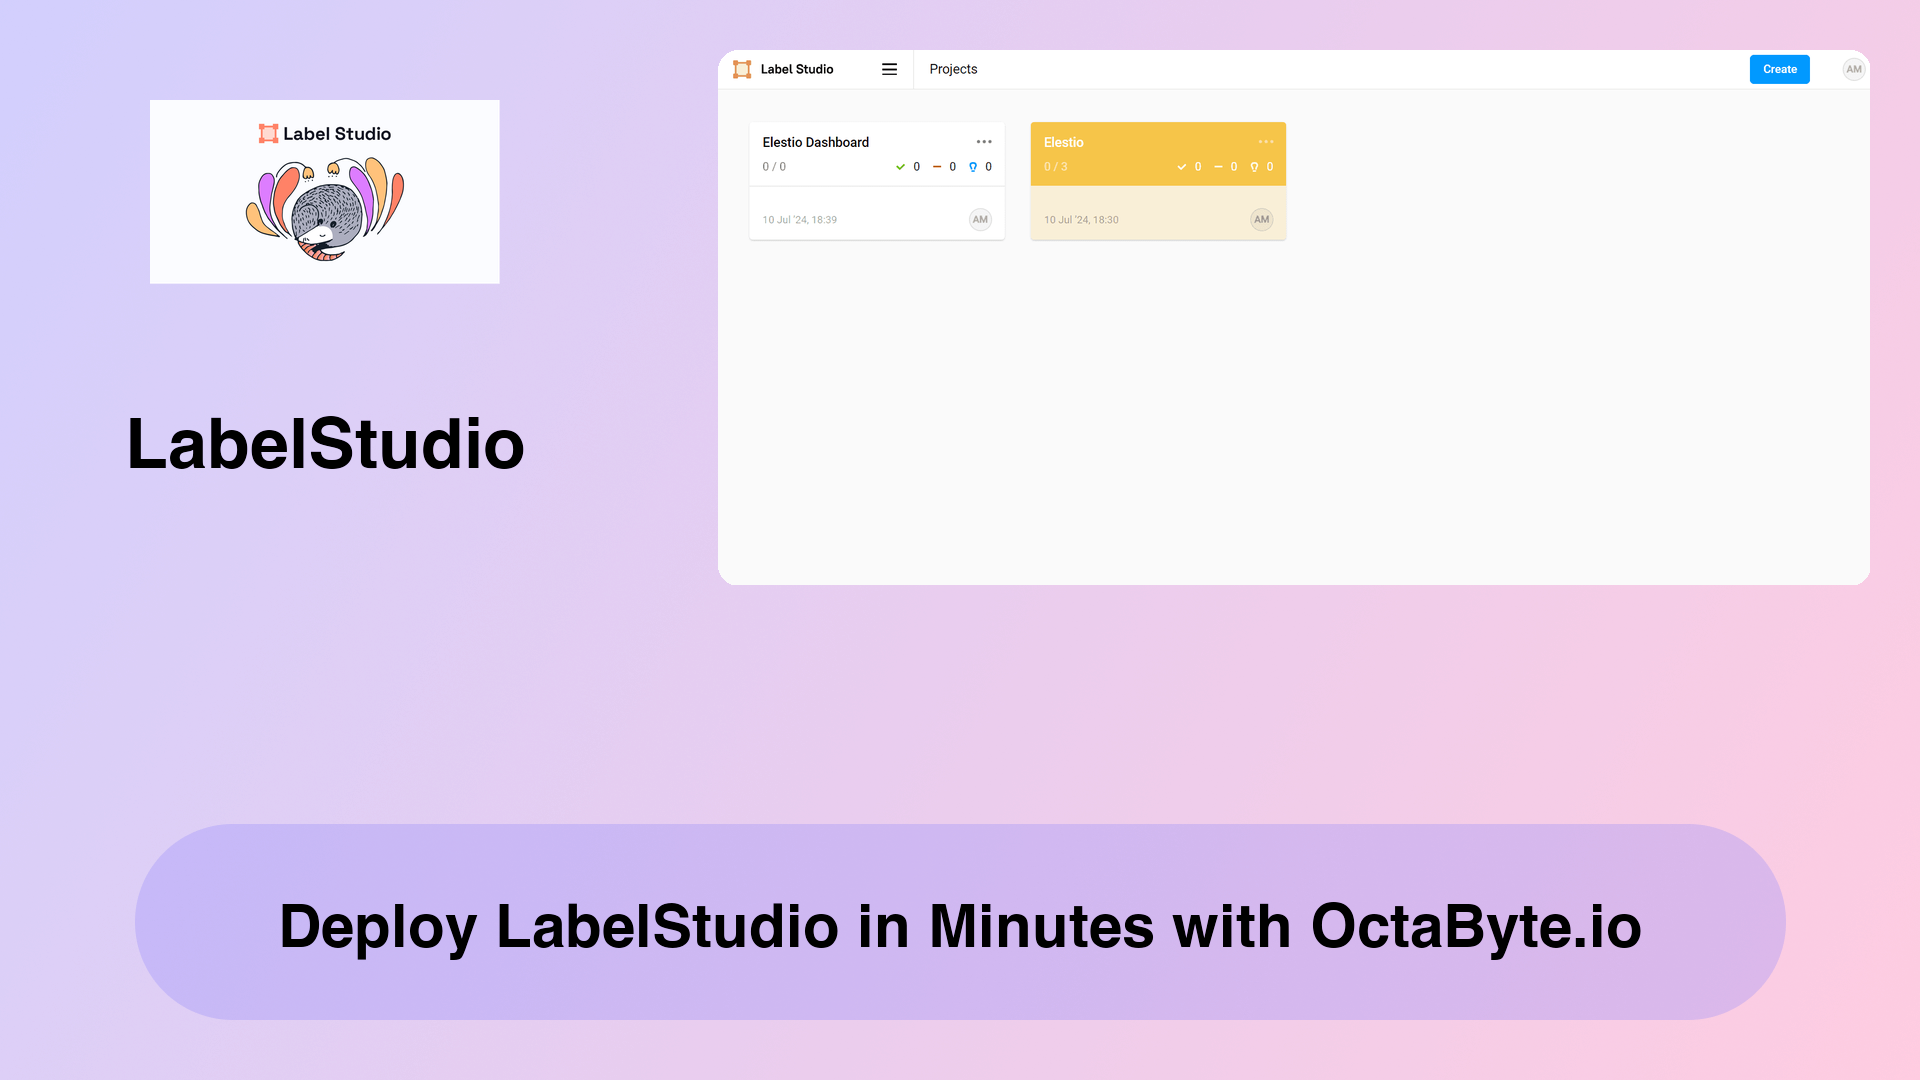 Label Studio
LabelStudio
Label Studio
Projects
Create
AM
Elestio Dashboard
0 / 0
0
0
0
10 Jul '24, 18:39
AM
Elestio
0 / 3
0
0
0
10 Jul '24, 18:30
AM
Deploy LabelStudio in Minutes with OctaByte.io